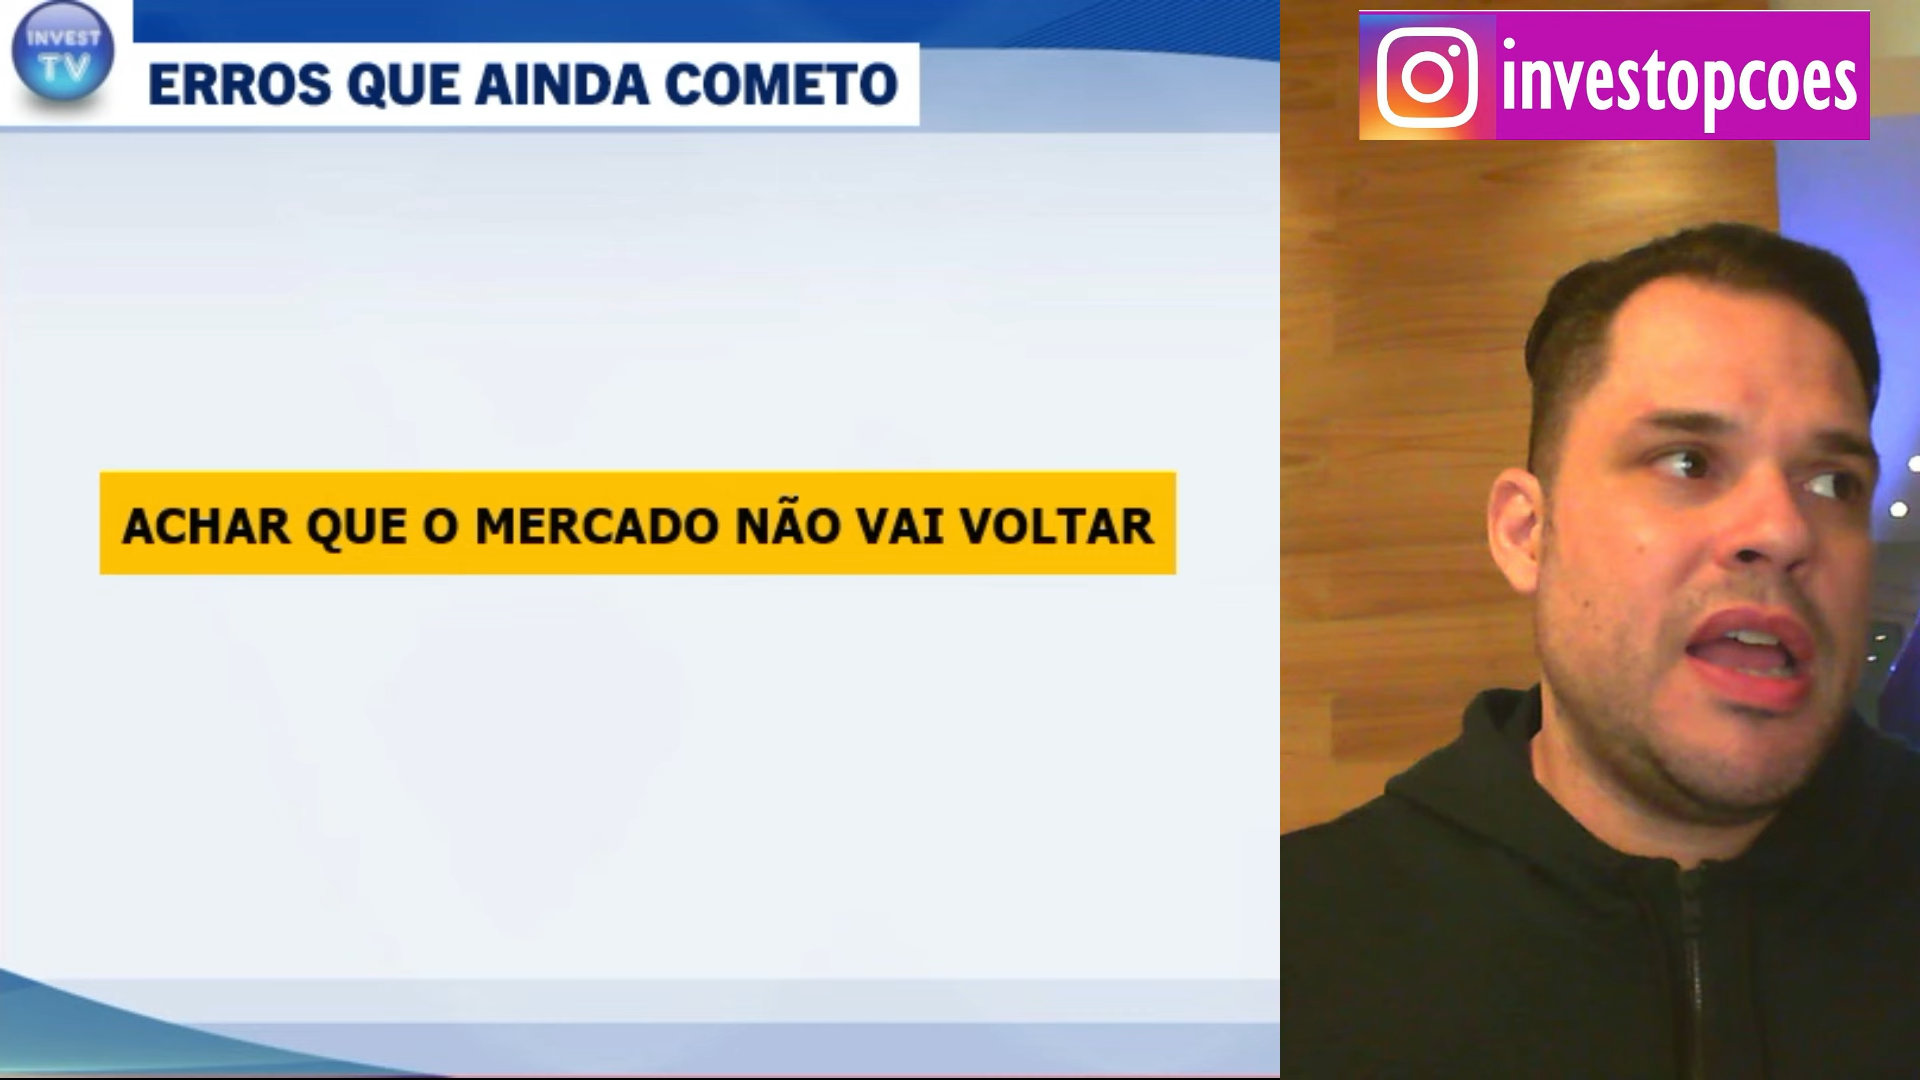 INVEST
TV
ERROS QUE AINDA COMETO
investopcoes
ACHAR QUE O MERCADO NÃO VAI VOLTAR